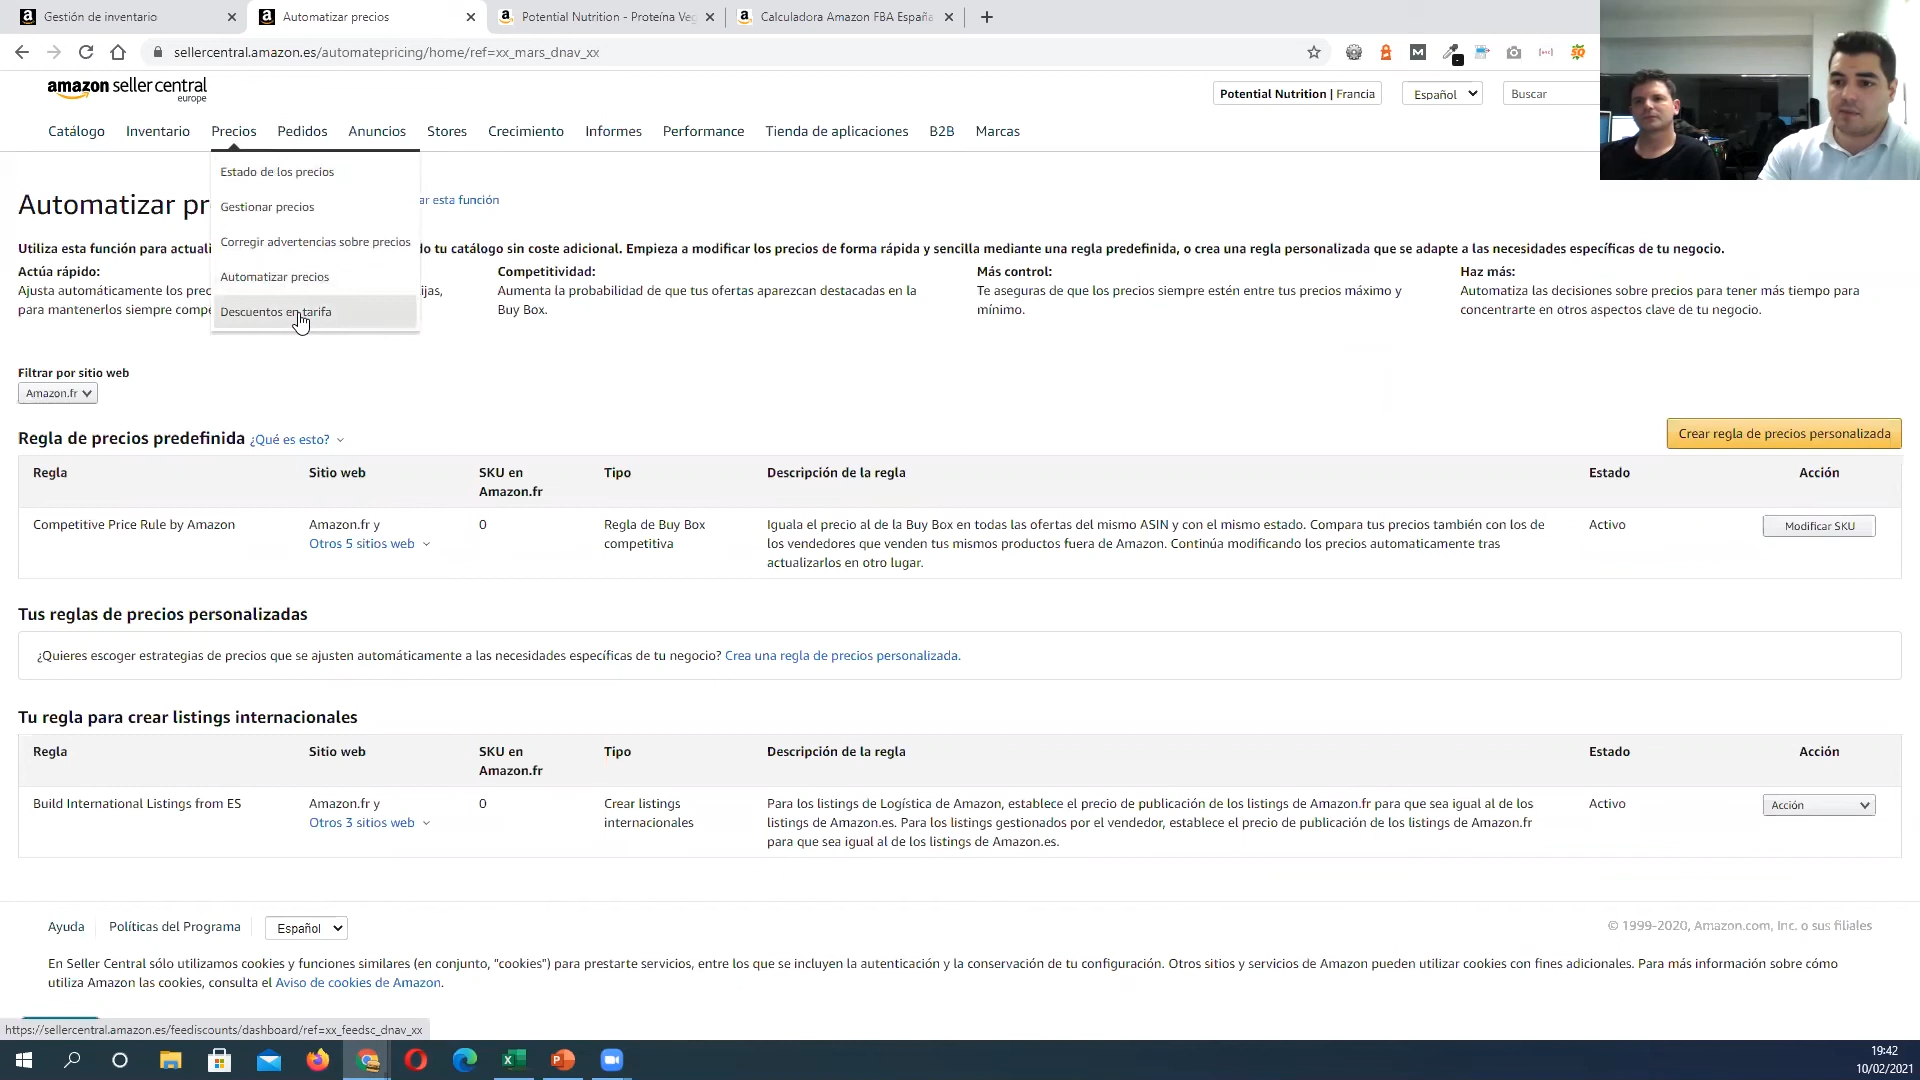 Gestión de inventario
Automatizar precios
Potential Nutrition - Proteína Veg
Calculadora Amazon FBA España
sellercentral.amazon.es/automatepricing/home/ref=xx_mars_dnav_xx
amazon seller central
europe
Potential Nutrition | Francia
Español
Buscar
Catálogo Inventario Precios Pedidos Anuncios Stores Crecimiento Informes Performance Tienda de aplicaciones B2B Marcas
Estado de los precios
Gestionar precios
Corregir advertencias sobre precios
Automatizar precios
Descuentos en tarifa
Automatizar pr
ar esta función
Utiliza esta función para actuali do tu catálogo sin coste adicional. Empieza a modificar los precios de forma rápida y sencilla mediante una regla predefinida, o crea una regla personalizada que se adapte a las necesidades específicas de tu negocio.
Actúa rápido:
Ajusta automáticamente los prec ijas,
para mantenerlos siempre compe
Competitividad:
Aumenta la probabilidad de que tus ofertas aparezcan destacadas en la
Buy Box.
Más control:
Te aseguras de que los precios siempre estén entre tus precios máximo y
mínimo.
Haz más:
Automatiza las decisiones sobre precios para tener más tiempo para
concentrarte en otros aspectos clave de tu negocio.
Filtrar por sitio web
Amazon.fr
Regla de precios predefinida ¿Qué es esto?
Crear regla de precios personalizada
Regla Sitio web SKU en Tipo Descripción de la regla Estado Acción
Amazon.fr
Competitive Price Rule by Amazon Amazon.fr y 0 Regla de Buy Box Iguala el precio al de la Buy Box en todas las ofertas del mismo ASIN y con el mismo estado. Compara tus precios también con los de Activo Modificar SKU
Otros 5 sitios web competitiva los vendedores que venden tus mismos productos fuera de Amazon. Continúa modificando los precios automaticamente tras
actualizarlos en otro lugar.
Tus reglas de precios personalizadas
¿Quieres escoger estrategias de precios que se ajusten automáticamente a las necesidades específicas de tu negocio? Crea una regla de precios personalizada.
Tu regla para crear listings internacionales
Regla Sitio web SKU en Tipo Descripción de la regla Estado Acción
Amazon.fr
Build International Listings from ES Amazon.fr y 0 Crear listings Para los listings de Logística de Amazon, establece el precio de publicación de los listings de Amazon.fr para que sea igual al de los Activo Acción
Otros 3 sitios web internacionales listings de Amazon.es. Para los listings gestionados por el vendedor, establece el precio de publicación de los listings de Amazon.fr
para que sea igual al de los listings de Amazon.es.
Ayuda Políticas del Programa Español
© 1999-2020, Amazon.com, Inc. o sus filiales
En Seller Central sólo utilizamos cookies y funciones similares (en conjunto, "cookies") para prestarte servicios, entre los que se incluyen la autenticación y la conservación de tu configuración. Otros sitios y servicios de Amazon pueden utilizar cookies con fines adicionales. Para más información sobre cómo
utiliza Amazon las cookies, consulta el Aviso de cookies de Amazon.
https://sellercentral.amazon.es/feediscounts/dashboard/ref=xx_feedsc_dnav_xx
19:42
10/02/2021